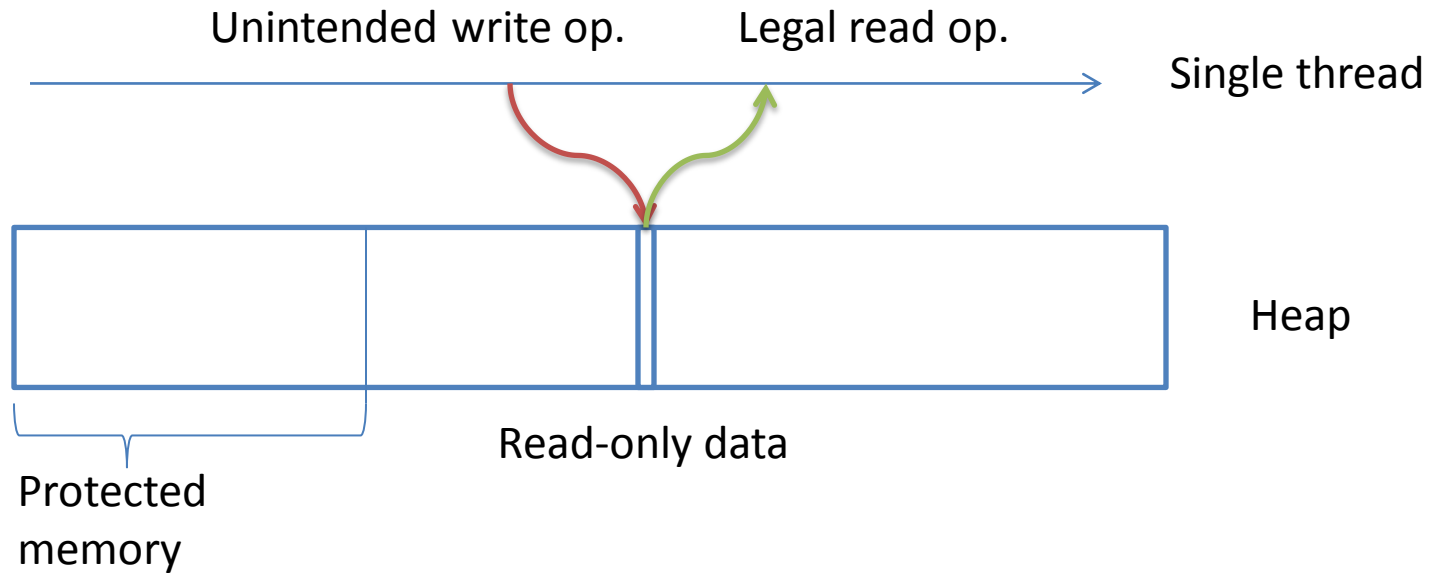 Unintended write op.
Legal read op.
Single thread
Heap
Read-only data
Protected
memory